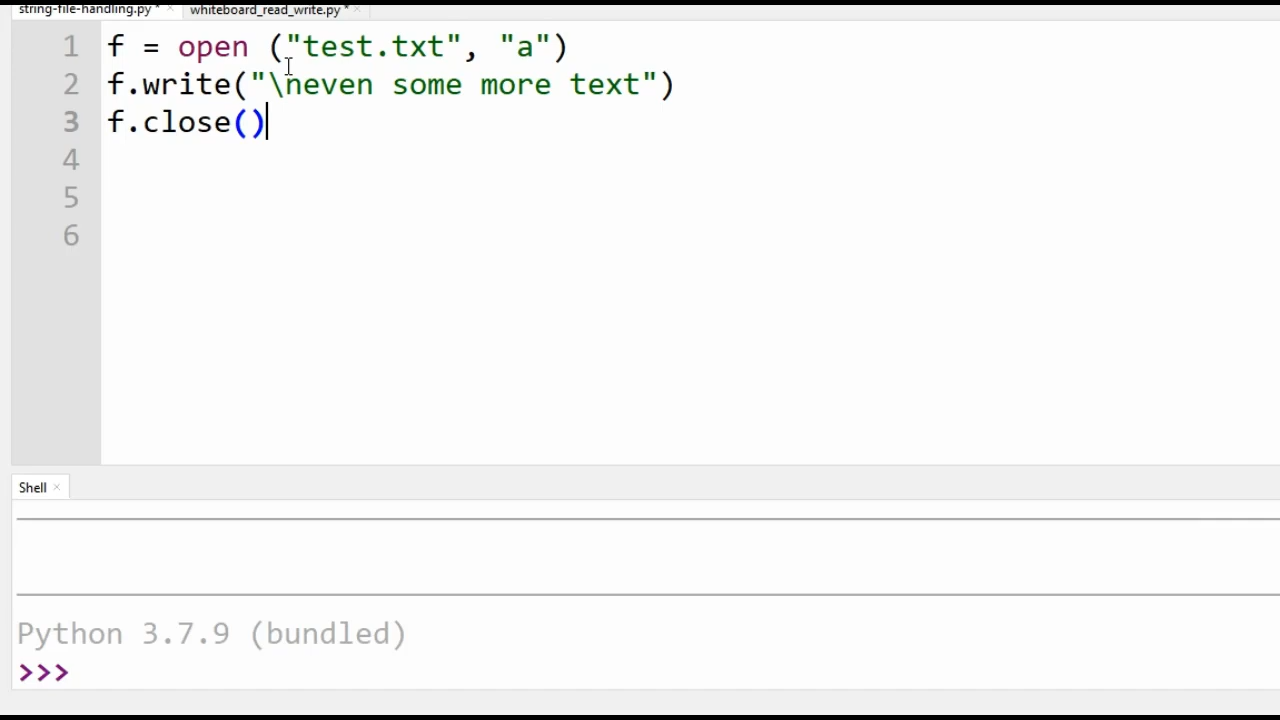 string-file-handling.py * × whiteboard_read_write.py * ×
1 f = open ("test.txt", "a")
2 f.write("\neven some more text")
3 f.close()
4
5
6
Shell ×
Python 3.7.9 (bundled)
>>>